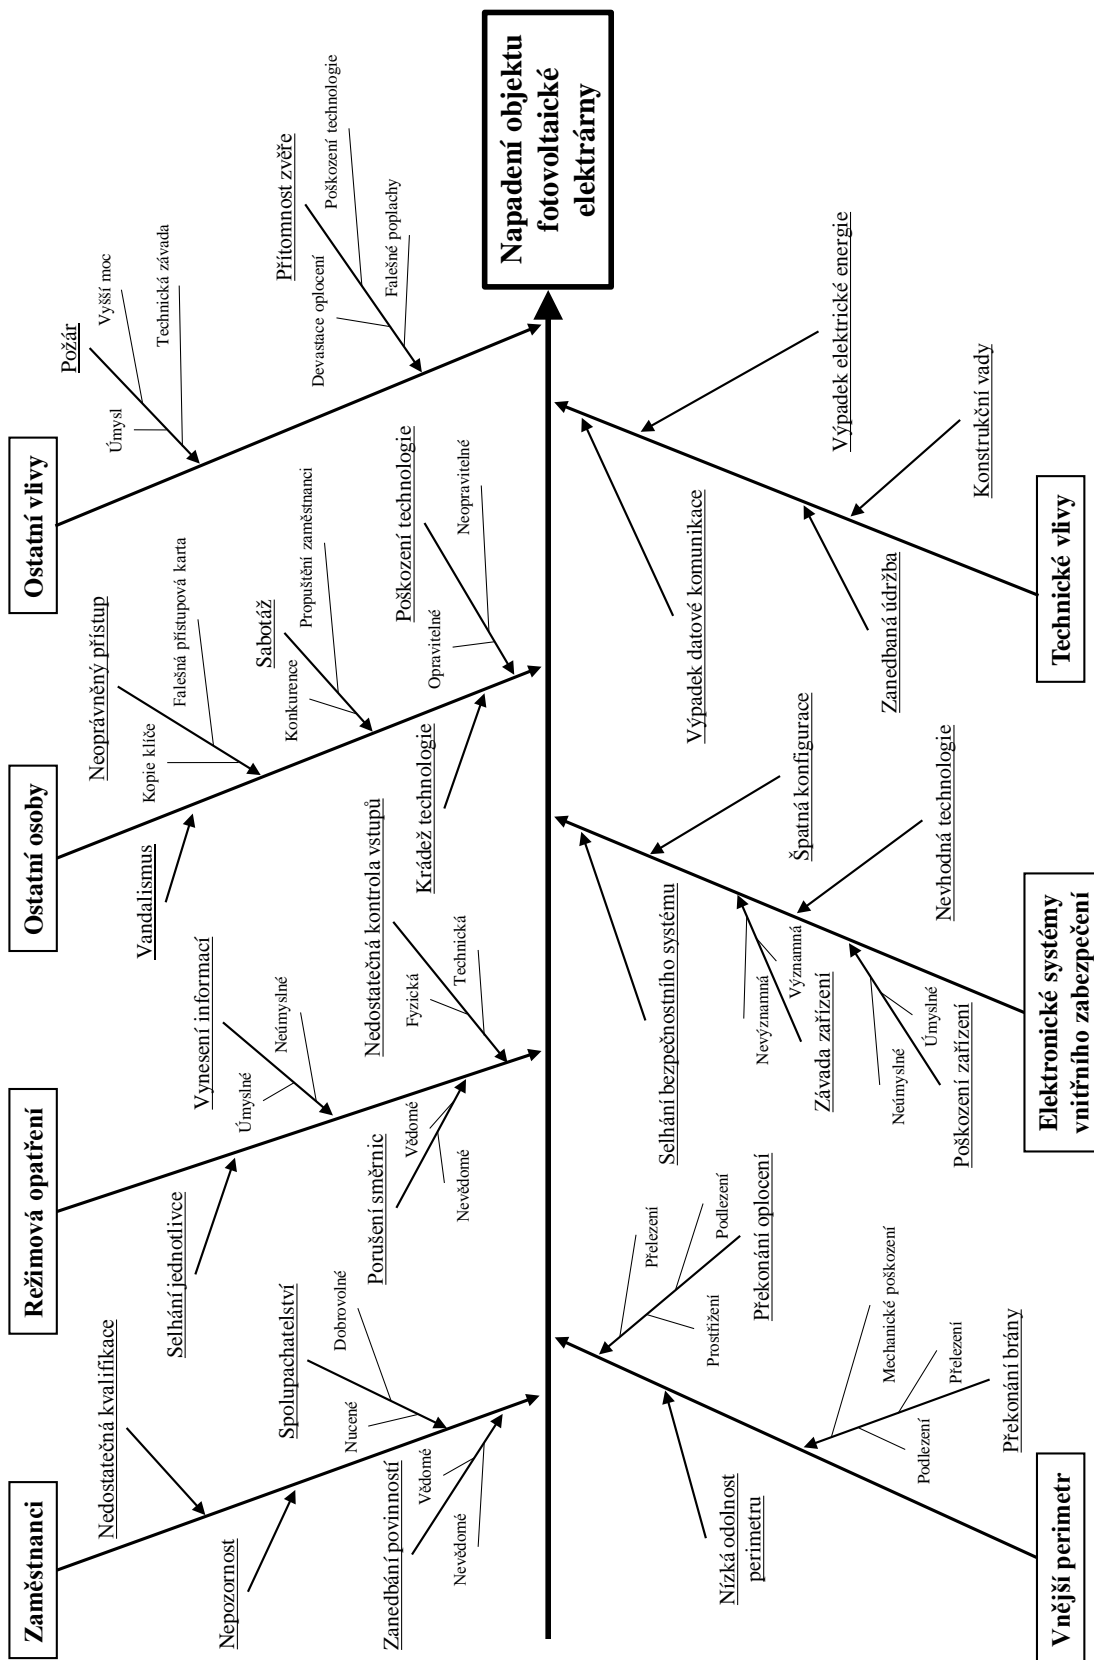 Zaměstnanci
Nedostatečná kvalifikace
Nepozornost
Spolupachatelství
Nucené
Dobrovolné
Zanedbání povinností
Vědomé
Nevědomé
Režimová opatření
Selhání jednotlivce
Vynesení informací
Úmyslné
Neúmyslné
Porušení směrnic
Vědomé
Nevědomé
Nedostatečná kontrola vstupů
Fyzická
Technická
Ostatní osoby
Vandalismus
Neoprávněný přístup
Kopie klíče
Falešná přístupová karta
Sabotáž
Konkurence
Propuštění zaměstnanci
Krádež technologie
Poškození technologie
Opravitelné
Neopravitelné
Ostatní vlivy
Požár
Úmysl
Vyšší moc
Technická závada
Přítomnost zvěře
Devastace oplocení
Poškození technologie
Falešné poplachy
Napadení objektu
fotovoltaické
elektrárny
Nízká odolnost
perimetru
Překonání oplocení
Přelezení
Podlezení
Prostřižení
Překonání brány
Mechanické poškození
Přelezení
Podlezení
Vnější perimetr
Selhání bezpečnostního systému
Špatná konfigurace
Závada zařízení
Nevýznamná
Významná
Nevhodná technologie
Poškození zařízení
Neúmyslné
Úmyslné
Elektronické systémy
vnitřního zabezpečení
Výpadek datové komunikace
Výpadek elektrické energie
Zanedbaná údržba
Konstrukční vady
Technické vlivy